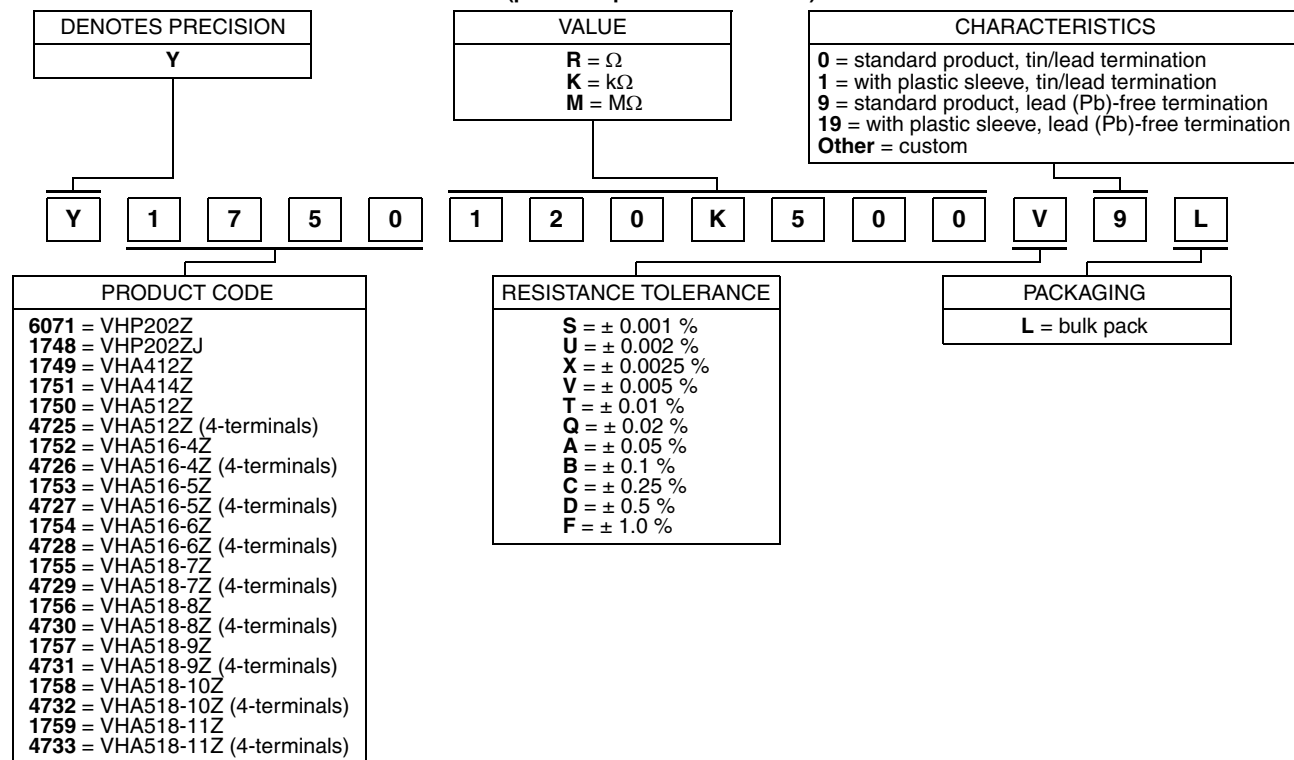 DENOTES PRECISION
Y
VALUE
R = Ω
K = kΩ
M = MΩ
CHARACTERISTICS
0 = standard product, tin/lead termination
1 = with plastic sleeve, tin/lead termination
9 = standard product, lead (Pb)-free termination
19 = with plastic sleeve, lead (Pb)-free termination
Other = custom
Y 1 7 5 0 1 2 0 K 5 0 0 V 9 L
PRODUCT CODE
6071 = VHP202Z
1748 = VHP202ZJ
1749 = VHA412Z
1751 = VHA414Z
1750 = VHA512Z
4725 = VHA512Z (4-terminals)
1752 = VHA516-4Z
4726 = VHA516-4Z (4-terminals)
1753 = VHA516-5Z
4727 = VHA516-5Z (4-terminals)
1754 = VHA516-6Z
4728 = VHA516-6Z (4-terminals)
1755 = VHA518-7Z
4729 = VHA518-7Z (4-terminals)
1756 = VHA518-8Z
4730 = VHA518-8Z (4-terminals)
1757 = VHA518-9Z
4731 = VHA518-9Z (4-terminals)
1758 = VHA518-10Z
4732 = VHA518-10Z (4-terminals)
1759 = VHA518-11Z
4733 = VHA518-11Z (4-terminals)
RESISTANCE TOLERANCE
S = ± 0.001 %
U = ± 0.002 %
X = ± 0.0025 %
V = ± 0.005 %
T = ± 0.01 %
Q = ± 0.02 %
A = ± 0.05 %
B = ± 0.1 %
C = ± 0.25 %
D = ± 0.5 %
F = ± 1.0 %
PACKAGING
L = bulk pack